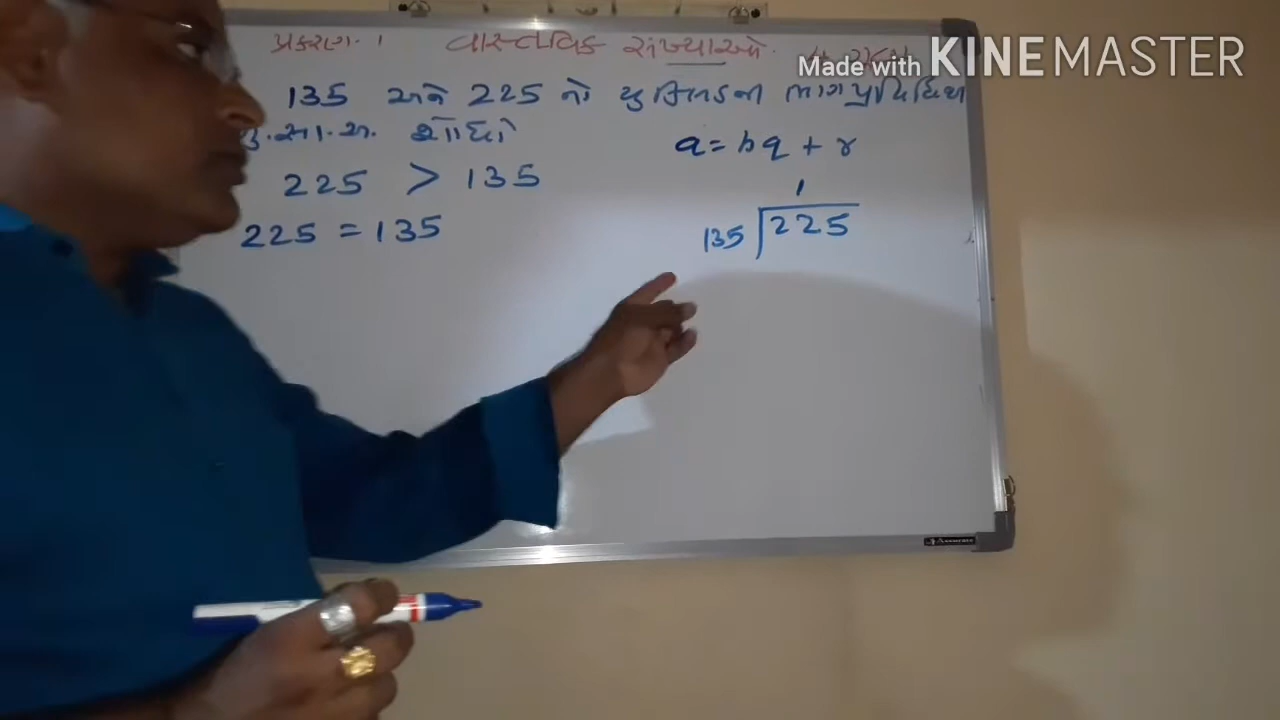 પ્રકરણ-1 વાસ્તવિક સંખ્યાઓ.
Made with KINEMASTER
135 અને 225 નો યુક્લિડની ભાગપ્રવિધિથી
ગુ.સા.અ. શોધો
a = bq + r
225 > 135
1
225 = 135
135 225